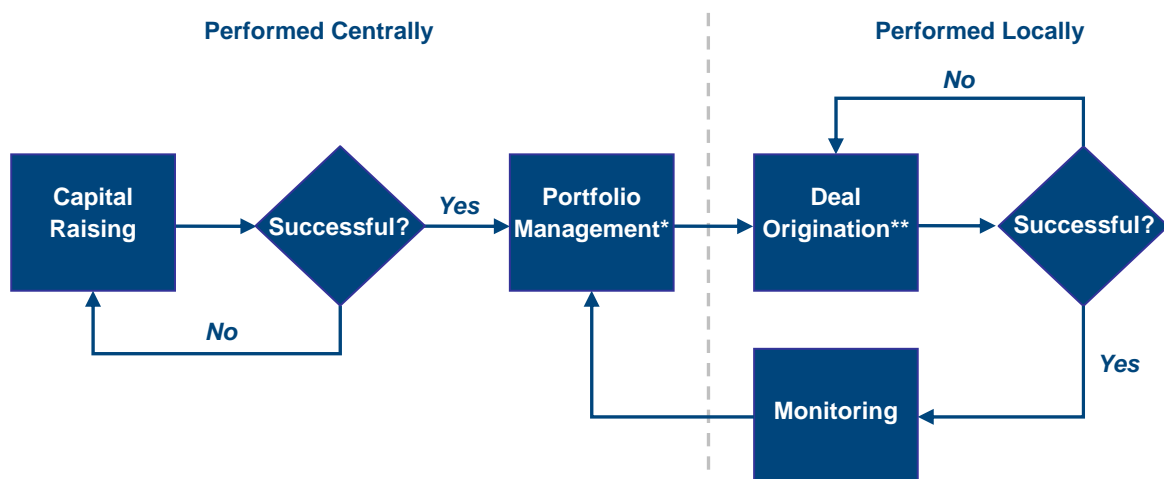 Performed Centrally
Performed Locally
No
Capital
Raising
Successful?
Yes
Portfolio
Management*
Deal
Origination**
Successful?
No
Yes
Monitoring